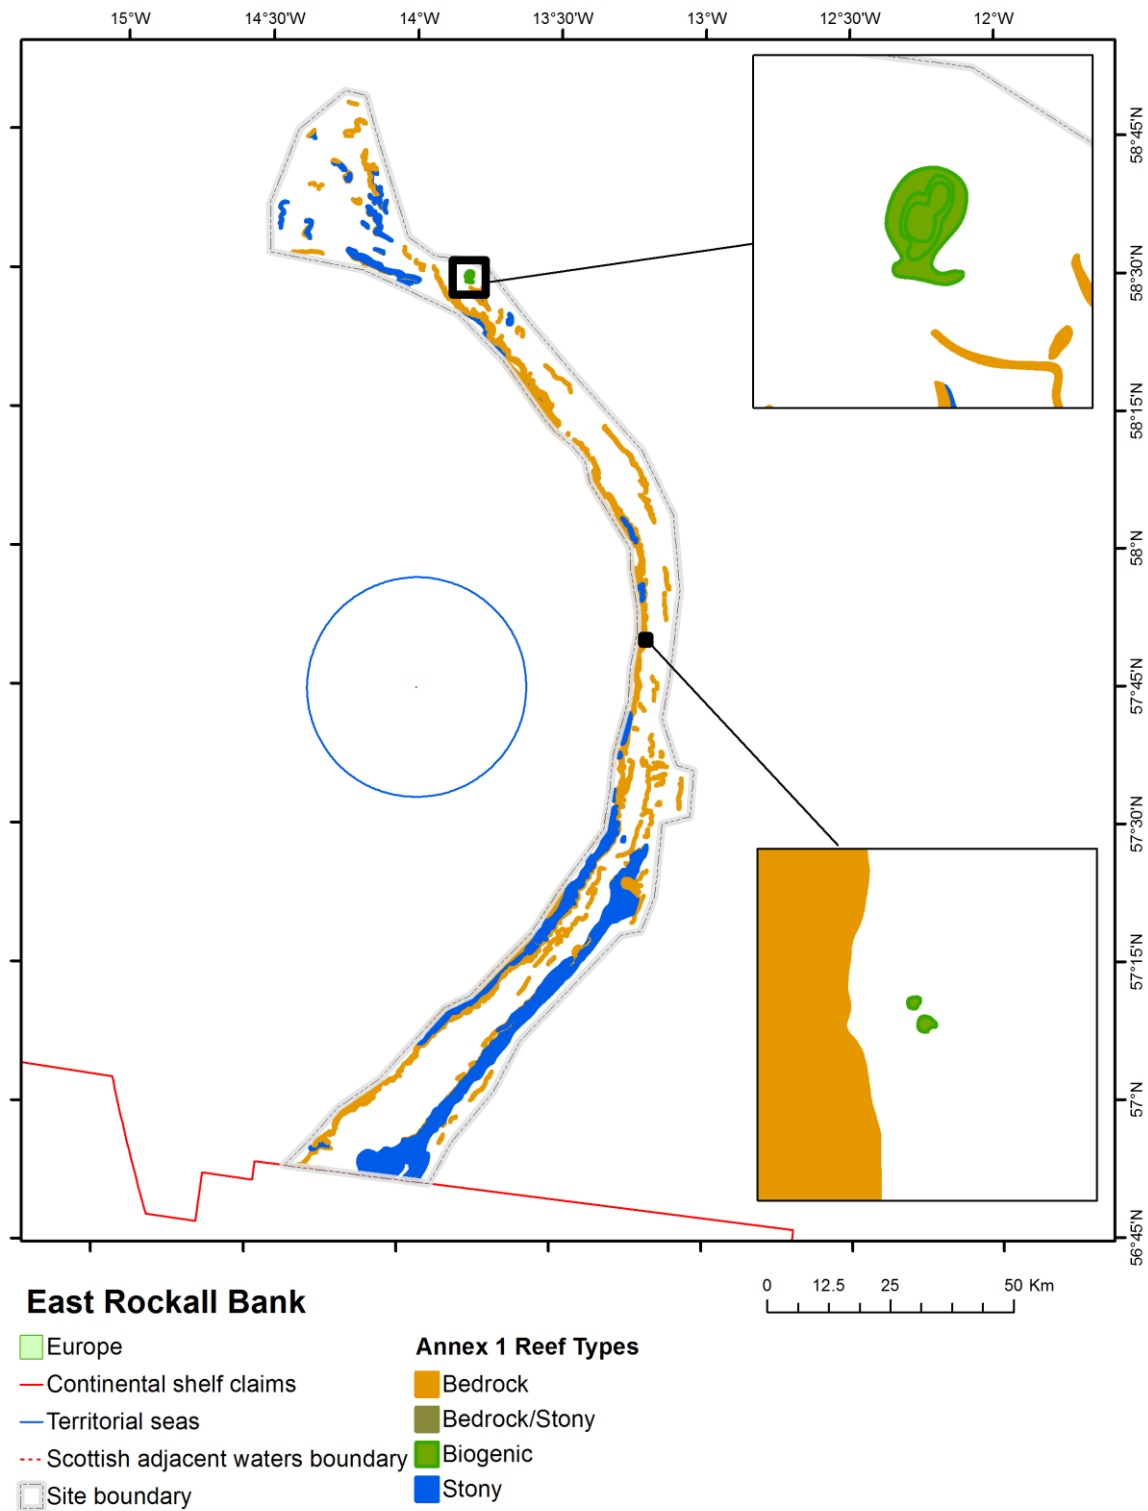 15°W 14°30'W 14°W 13°30'W 13°W 12°30'W 12°W
58°45'N
58°30'N
58°15'N
58°N
57°45'N
57°30'N
57°15'N
57°N
56°45'N
East Rockall Bank
0 12.5 25 50 Km
Europe
Continental shelf claims
Territorial seas
Scottish adjacent waters boundary
Site boundary
Annex 1 Reef Types
Bedrock
Bedrock/Stony
Biogenic
Stony